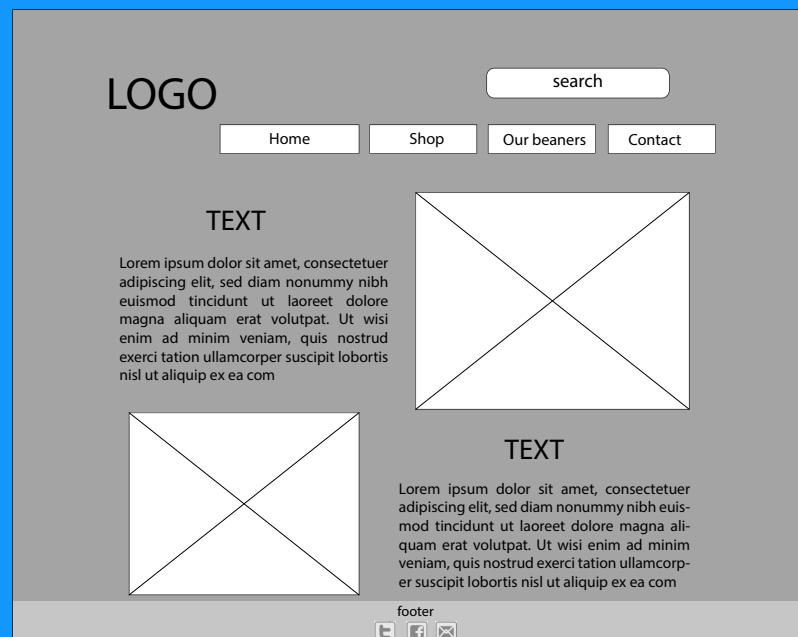 LOGO
search
Home
Shop
Our beaners
Contact
TEXT
Lorem ipsum dolor sit amet, consectetuer
adipiscing elit, sed diam nonummy nibh
euismod tincidunt ut laoreet dolore
magna aliquam erat volutpat. Ut wisi
enim ad minim veniam, quis nostrud
exerci tation ullamcorper suscipit lobortis
nisl ut aliquip ex ea com
TEXT
Lorem ipsum dolor sit amet, consectetuer
adipiscing elit, sed diam nonummy nibh euis-
mod tincidunt ut laoreet dolore magna ali-
quam erat volutpat. Ut wisi enim ad minim
veniam, quis nostrud exerci tation ullamcorp-
er suscipit lobortis nisl ut aliquip ex ea com
footer